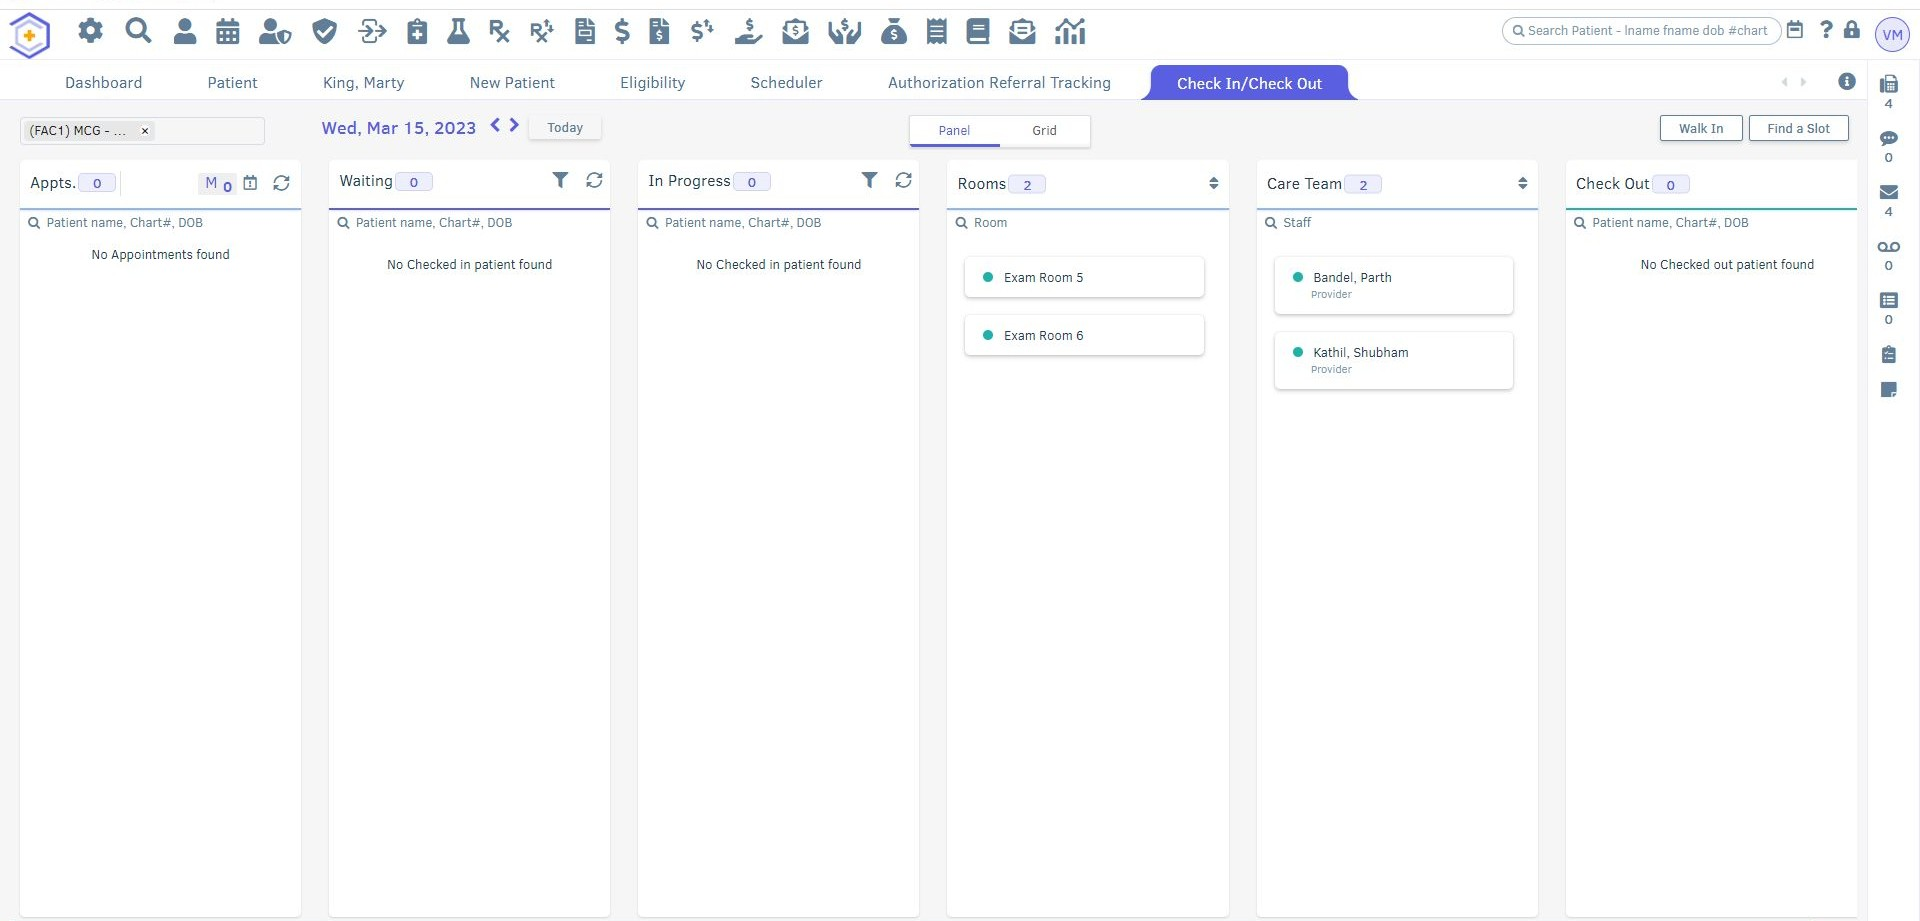 Search Patient - lname fname dob #chart
VM
Dashboard
Patient
King, Marty
New Patient
Eligibility
Scheduler
Authorization Referral Tracking
Check In/Check Out
(FAC1) MCG - ... ×
Wed, Mar 15, 2023
Today
Panel
Grid
Walk In
Find a Slot
Appts. 0
M 0
Patient name, Chart#, DOB
No Appointments found
Waiting 0
Patient name, Chart#, DOB
No Checked in patient found
In Progress 0
Patient name, Chart#, DOB
No Checked in patient found
Rooms 2
Room
Exam Room 5
Exam Room 6
Care Team 2
Staff
Bandel, Parth
Provider
Kathil, Shubham
Provider
Check Out 0
Patient name, Chart#, DOB
No Checked out patient found
4
0
4
0
0